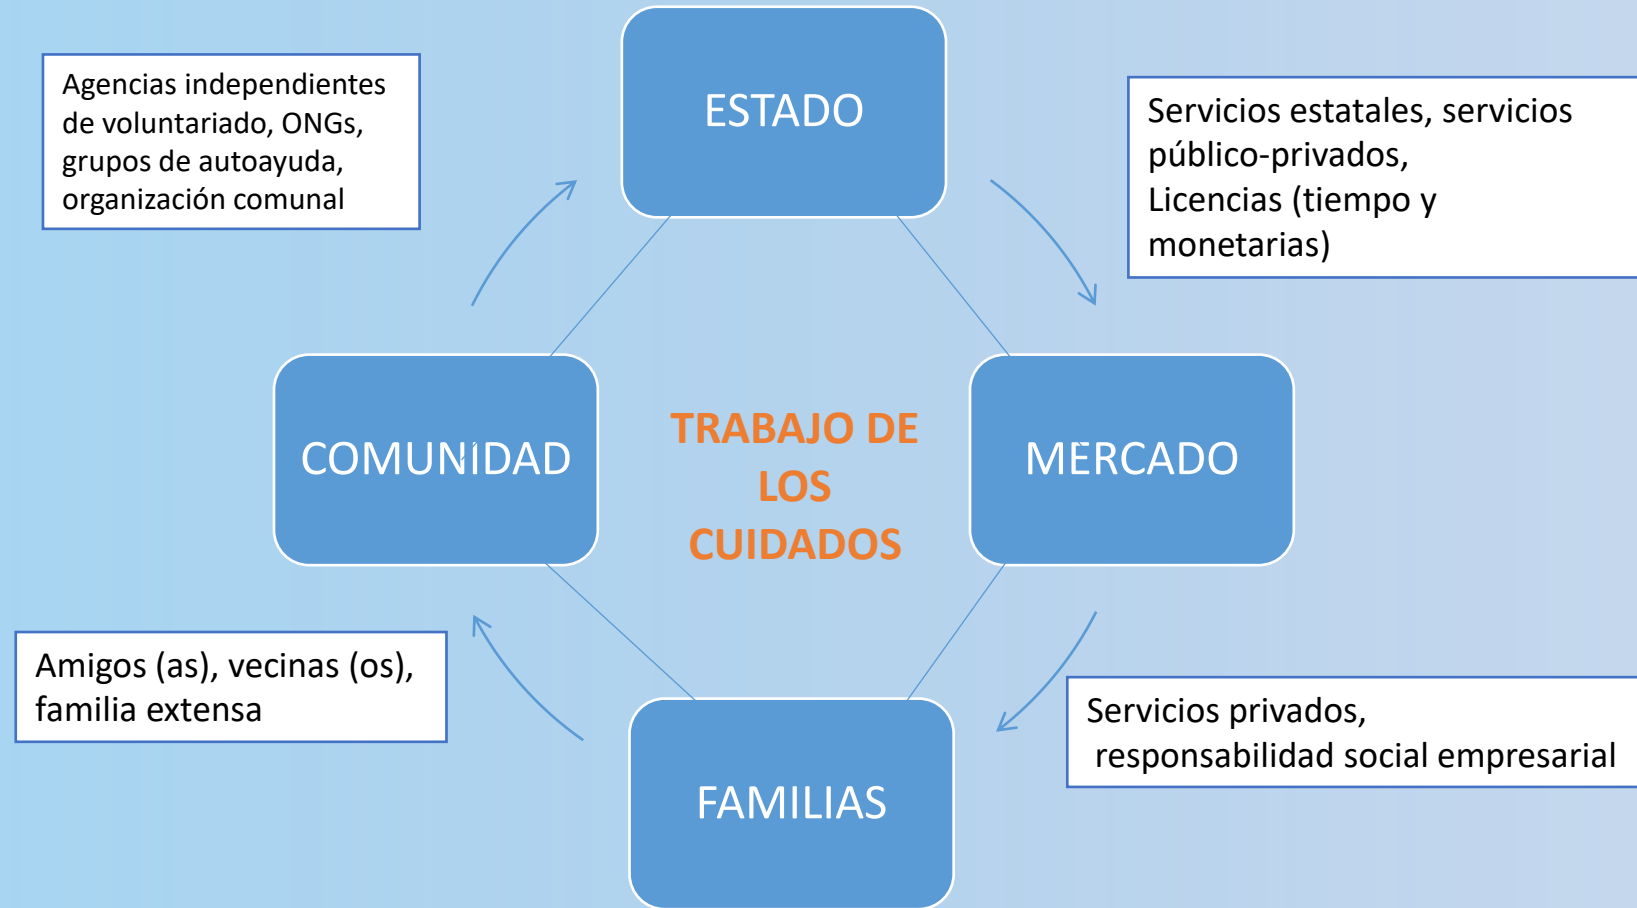 ESTADO
Agencias independientes
de voluntariado, ONGs,
grupos de autoayuda,
organización comunal
Servicios estatales, servicios
público-privados,
Licencias (tiempo y
monetarias)
COMUNIDAD
TRABAJO DE
LOS
CUIDADOS
MERCADO
Amigos (as), vecinas (os),
familia extensa
Servicios privados,
responsabilidad social empresarial
FAMILIAS